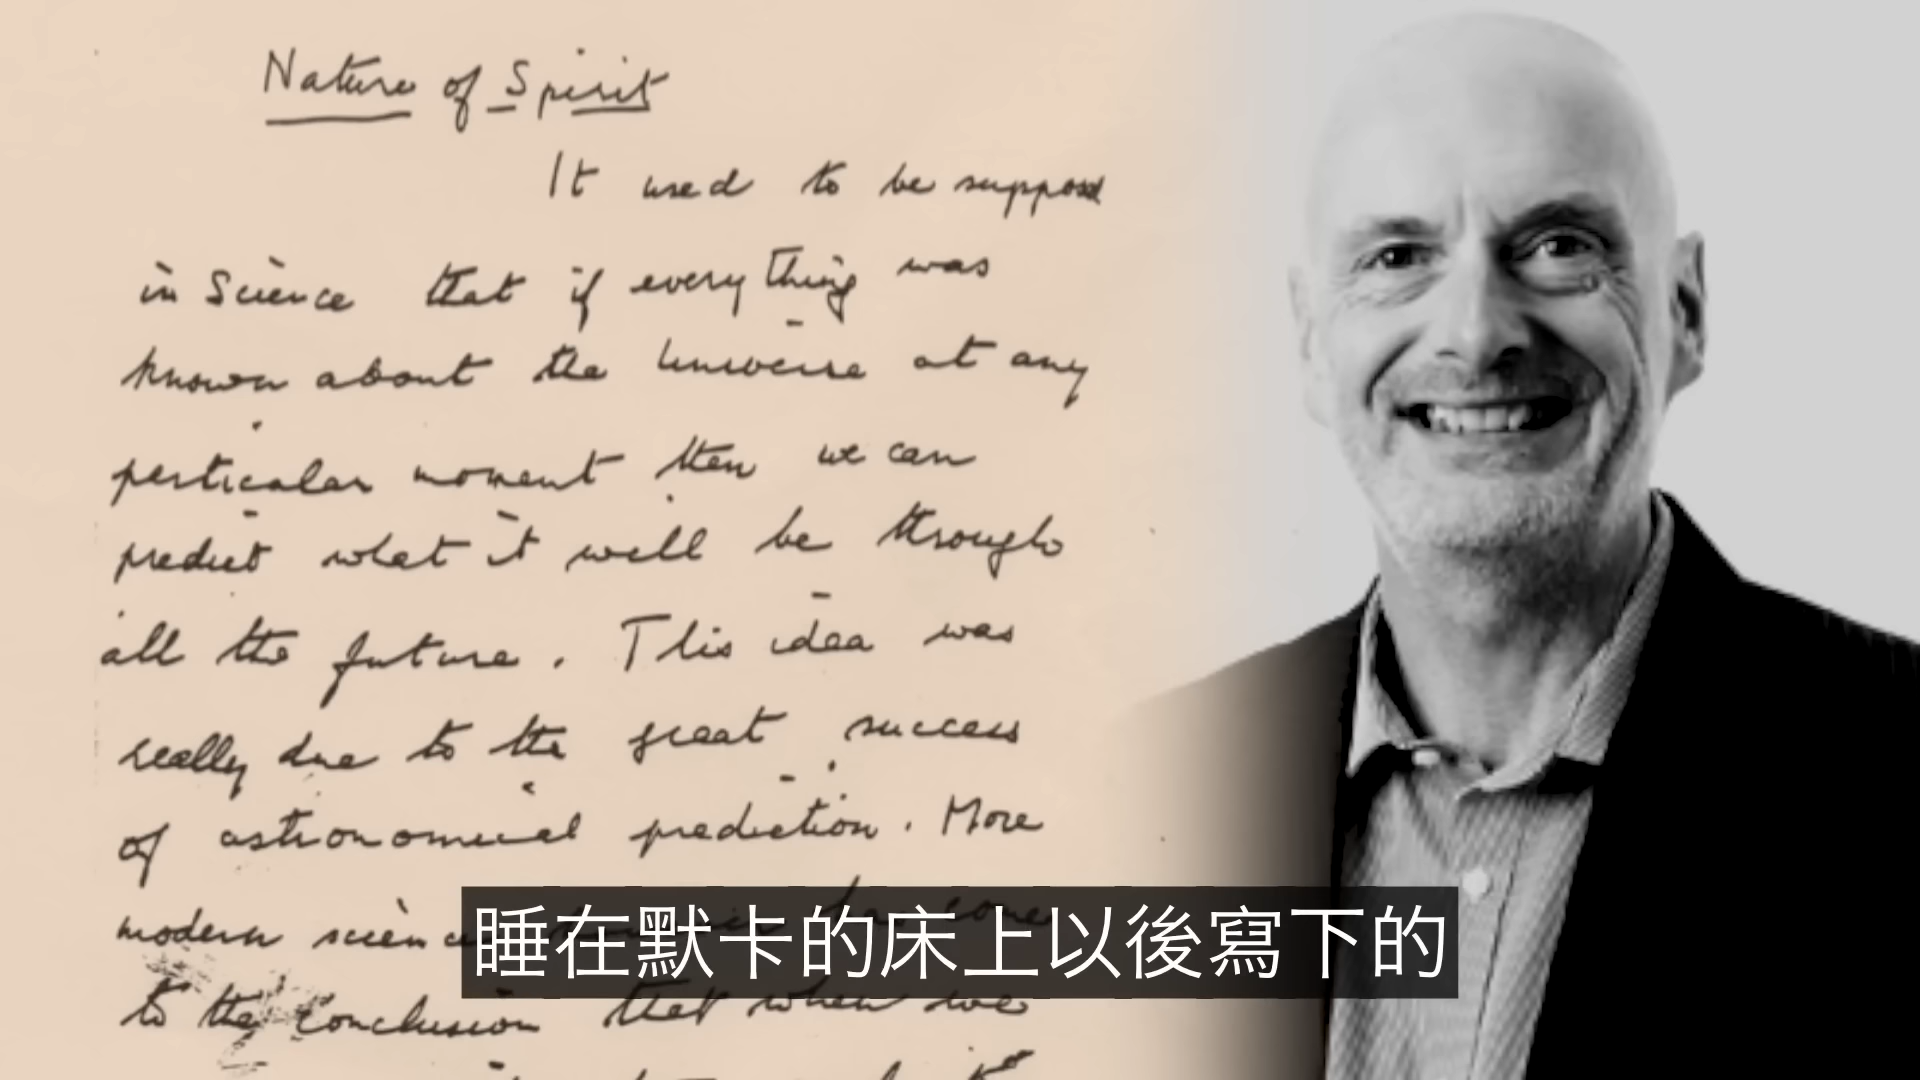 Nature of Spirit
It used to be supposed
in Science that if everything was
known about the Universe at any
particular moment then we can
predict what it will be through
all the future. This idea was
really due to the great success
of astronomical prediction. More
modern science has come
to the conclusion that when we
睡在默卡的床上以後寫下的